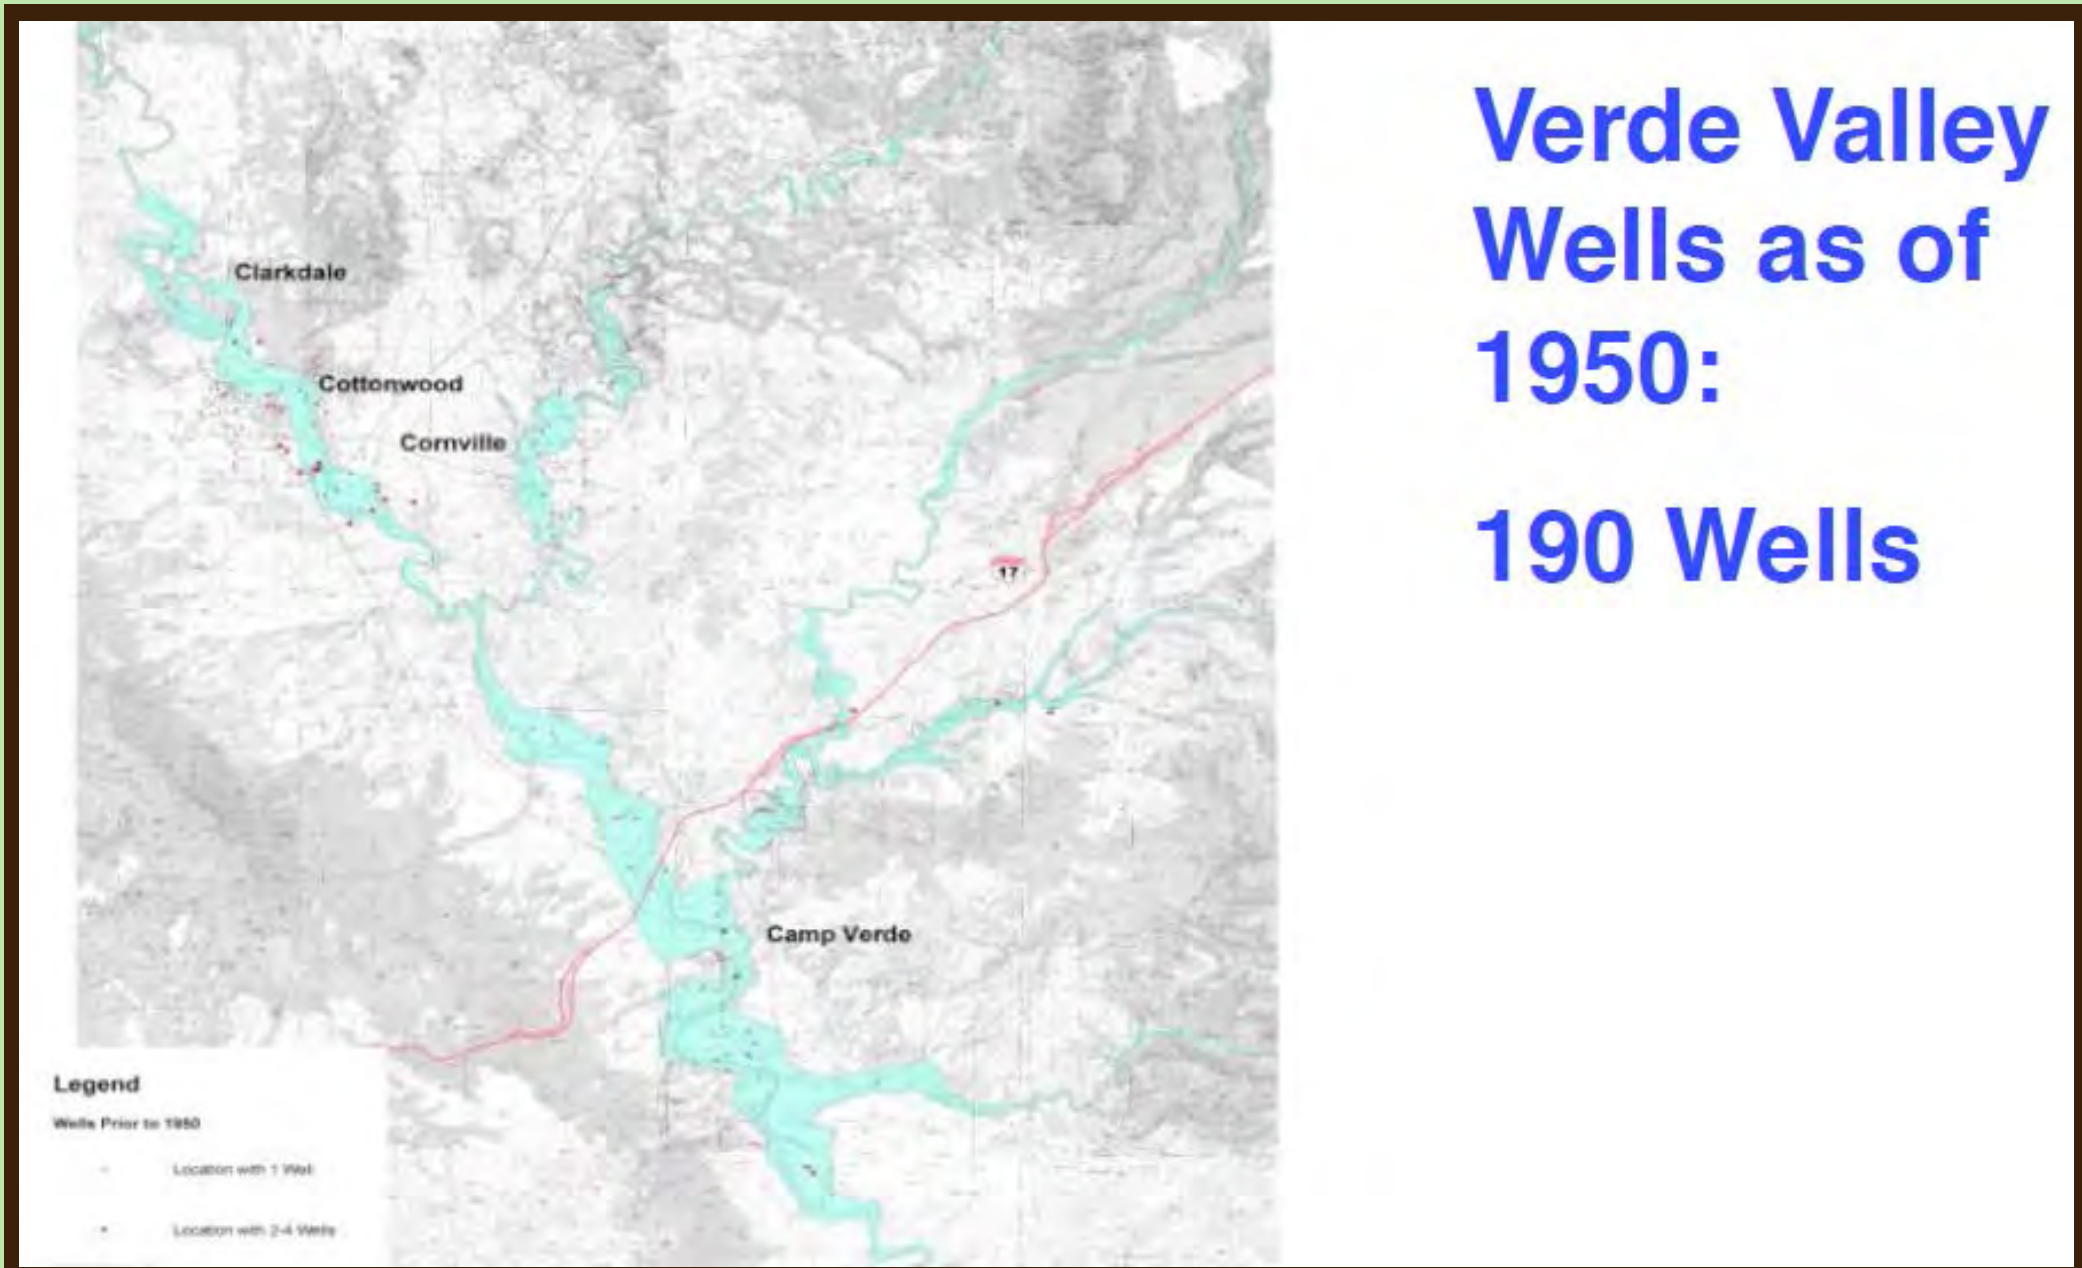 Verde Valley
Wells as of
1950:
190 Wells
Clarkdale
Cottonwood
Cornville
17
Camp Verde
Legend
Wells Prior to 1950
Location with 1 Well
Location with 2-4 Wells